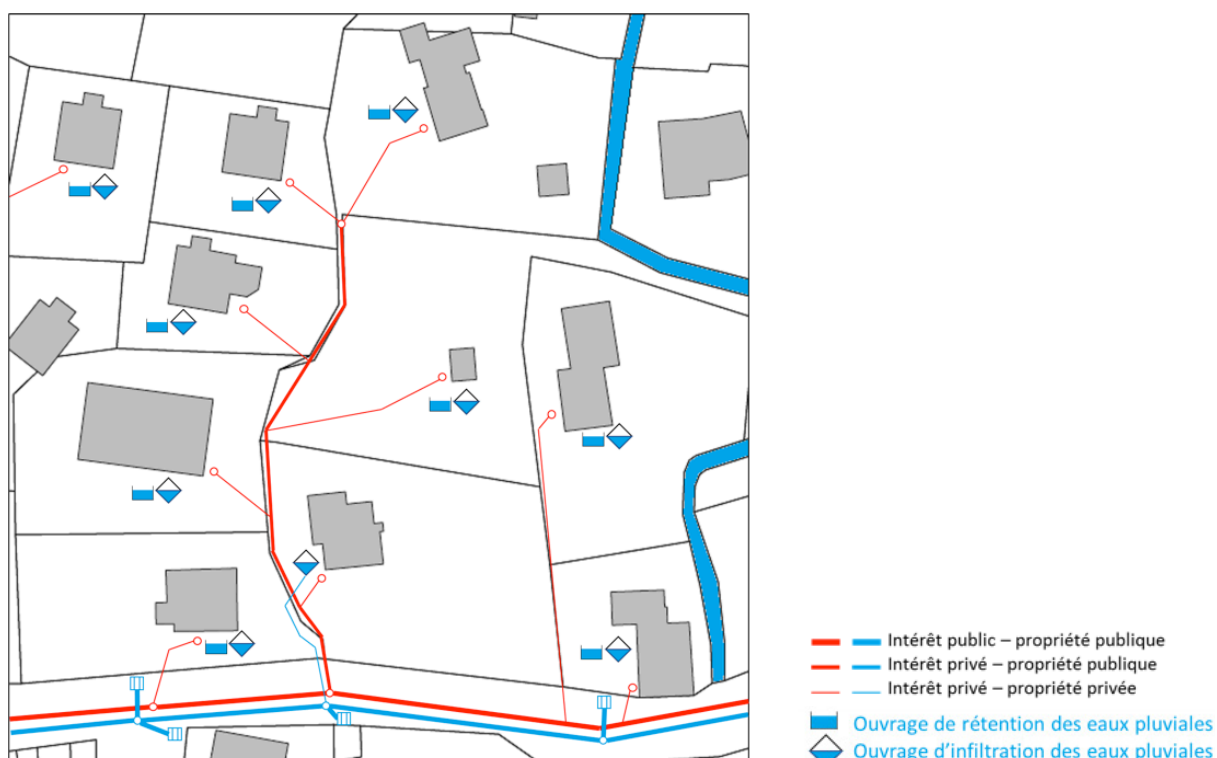 Intérêt public – propriété publique
Intérêt privé – propriété publique
Intérêt privé – propriété privée
Ouvrage de rétention des eaux pluviales
Ouvrage d'infiltration des eaux pluviales